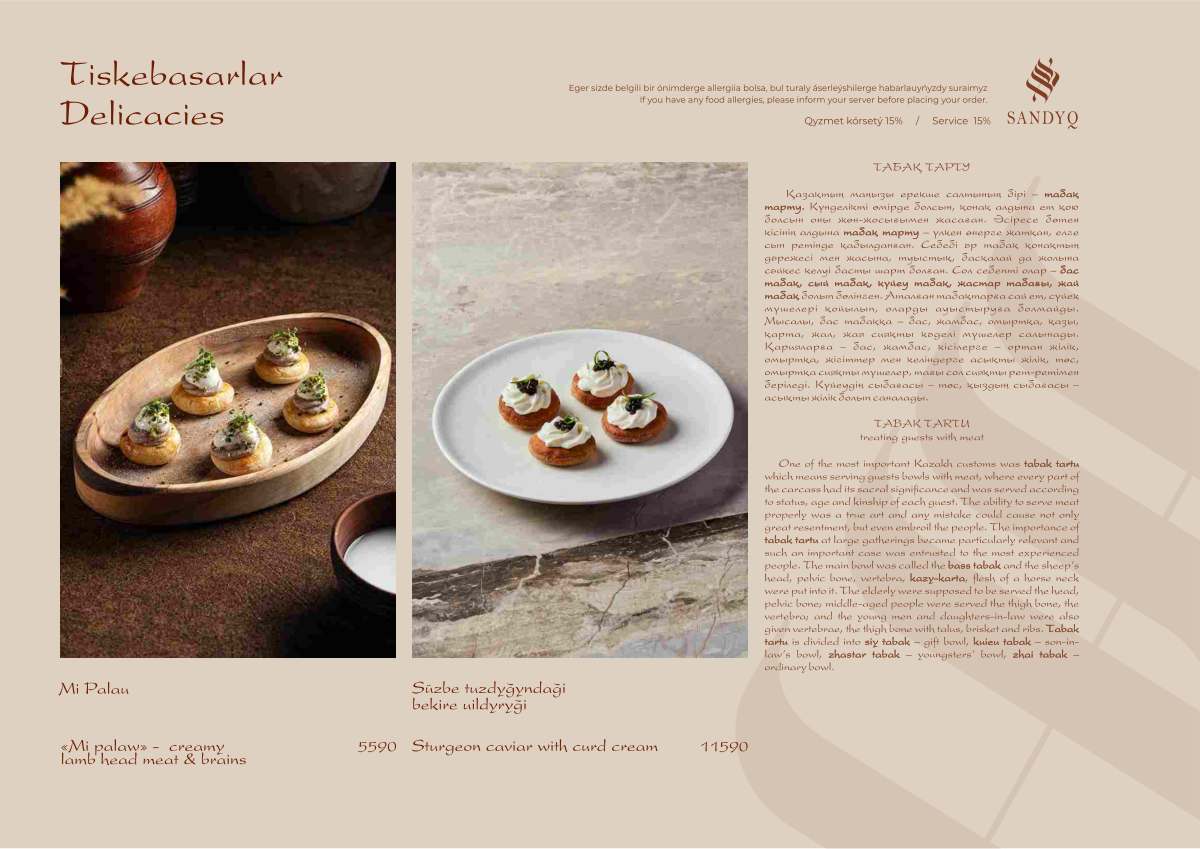 Tiskebasarlar
Delicacies
Eger sizde belgili bir ónimderge allergiia bolsa, bul turaly áserleýshilerge habarlauyńyzdy suraimyz
If you have any food allergies, please inform your server before placing your order.
Qyzmet kórsetý 15% / Service 15%
SANDYQ
ТАБАҚ ТАРТУ
Қазақтың маңызы ерекше салтының бірі – табақ
тарту. Күнделікті өмірде болсын, қонақ алдына ет қою
болсын оны жөн-жосығымен жасаған. Әсіресе бөтен
кісінің алдына табақ тарту – үлкен өнерге жатқан, елге
сын ретінде қабылданған. Себебі әр табақ қонақтың
дәрежесі мен жасына, туыстық, басқалай да жолына
сәйкес келуі басты шарт болған. Сол себепті олар – бас
табақ, сый табақ, күйеу табақ, жастар табағы, жай
табақ болып бөлінген. Аталған табақтарға сай ет, сүйек
мүшелері қойылып, оларды ауыстыруға болмайды.
Мысалы, бас табаққа – бас, жамбас, омыртқа, қазы,
қарта, жал, жая сияқты кәделі мүшелер салынады.
Қарияларға – бас, жамбас, кісілерге – ортан жілік,
омыртқа, жігіттер мен келіндерге асықты жілік, төс,
омыртқа сияқты мүшелер, тағы сол сияқты рет-ретімен
беріледі. Күйеудің сыбағасы – төс, қыздың сыбағасы –
асықты жілік болып саналады.
TABAK TARTU
treating guests with meat
One of the most important Kazakh customs was tabak tartu
which means serving guests bowls with meat, where every part of
the carcass had its sacral significance and was served according
to status, age and kinship of each guest. The ability to serve meat
properly was a true art and any mistake could cause not only
great resentment, but even embroil the people. The importance of
tabak tartu at large gatherings became particularly relevant and
such an important case was entrusted to the most experienced
people. The main bowl was called the bass tabak and the sheep's
head, pelvic bone, vertebra, kazy-karta, flesh of a horse neck
were put into it. The elderly were supposed to be served the head,
pelvic bone; middle-aged people were served the thigh bone, the
vertebra; and the young men and daughters-in-law were also
given vertebrae, the thigh bone with talus, brisket and ribs. Tabak
tartu is divided into siy tabak – gift bowl, kuieu tabak – son-in-
law's bowl, zhastar tabak – youngsters' bowl, zhai tabak –
ordinary bowl.
Mi Palau
«Mi palaw» - creamy 5590
lamb head meat & brains
Súzbe tuzdyğyndaği
bekire uildyryği
Sturgeon caviar with curd cream 11590